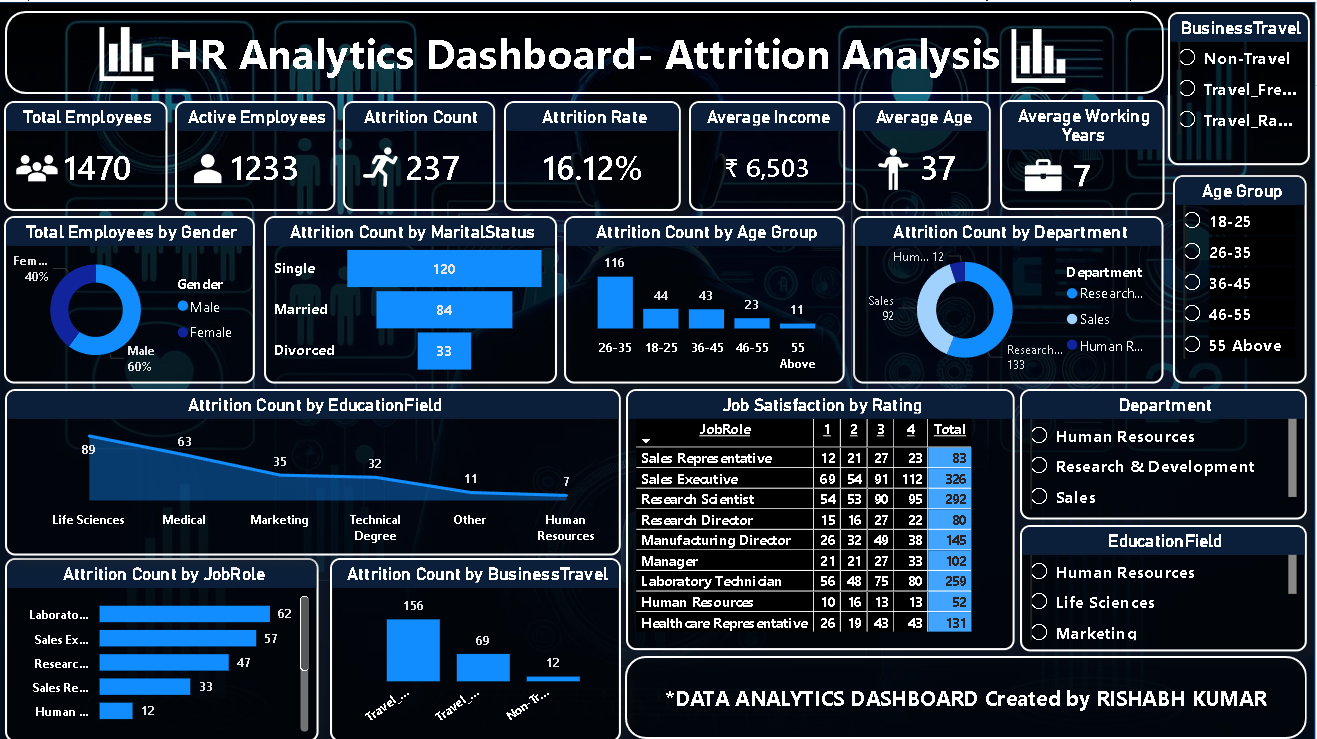 HR Analytics Dashboard- Attrition Analysis
BusinessTravel
Non-Travel
Travel_Fre...
Travel_Ra...
Total Employees
1470
Active Employees
1233
Attrition Count
237
Attrition Rate
16.12%
Average Income
₹ 6,503
Average Age
37
Average Working
Years
7
Age Group
18-25
26-35
36-45
46-55
55 Above
Total Employees by Gender
Fem...
40%
Male
60%
Gender
Male
Female
Attrition Count by MaritalStatus
Single 120
Married 84
Divorced 33
Attrition Count by Age Group
116 44 43 23 11
26-35 18-25 36-45 46-55 55
Above
Attrition Count by Department
Hum... 12
Sales
92
Research...
133
Department
Research...
Sales
Human R...
Attrition Count by EducationField
89 63 35 32 11 7
Life Sciences Medical Marketing Technical Other Human
Degree Resources
Job Satisfaction by Rating
JobRole 1 2 3 4 Total
Sales Representative 12 21 27 23 83
Sales Executive 69 54 91 112 326
Research Scientist 54 53 90 95 292
Research Director 15 16 27 22 80
Manufacturing Director 26 32 49 38 145
Manager 21 21 27 33 102
Laboratory Technician 56 48 75 80 259
Human Resources 10 16 13 13 52
Healthcare Representative 26 19 43 43 131
Department
Human Resources
Research & Development
Sales
EducationField
Human Resources
Life Sciences
Marketing
Attrition Count by JobRole
Laborato... 62
Sales Ex... 57
Researc... 47
Sales Re... 33
Human ... 12
Attrition Count by BusinessTravel
156 69 12
Travel_... Travel_... Non-Tr...
*DATA ANALYTICS DASHBOARD Created by RISHABH KUMAR